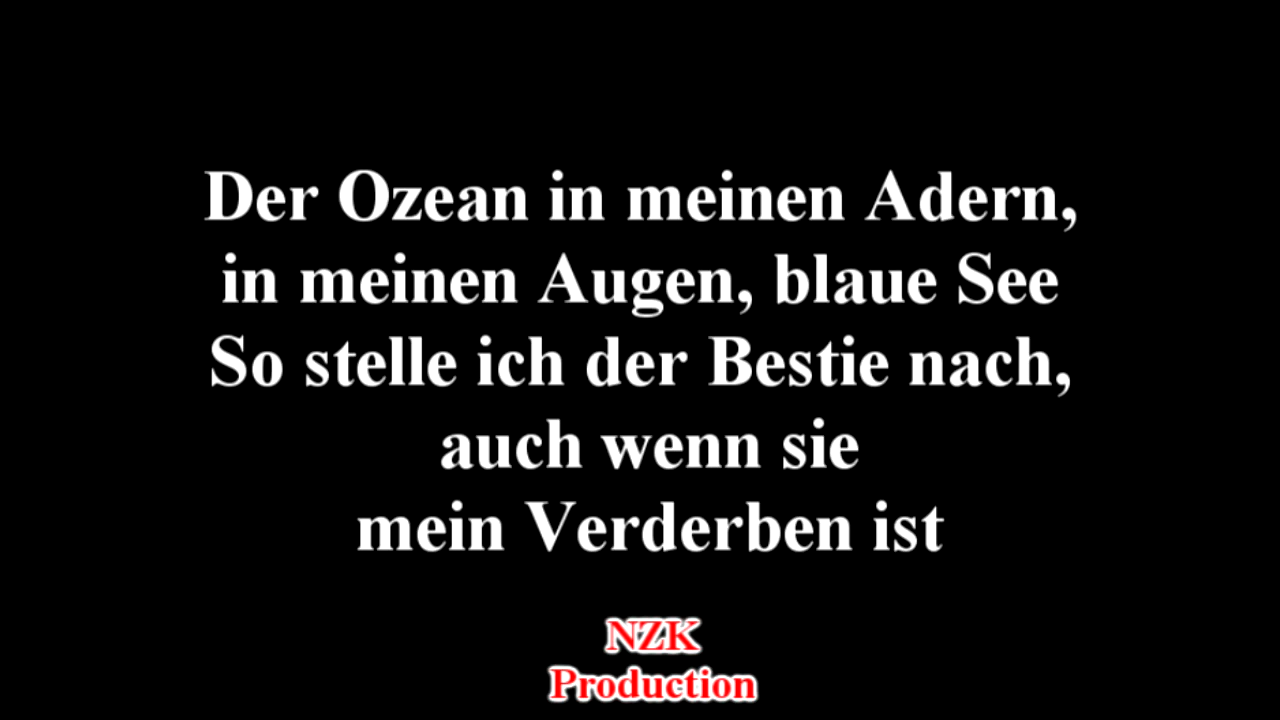 Der Ozean in meinen Adern,
in meinen Augen, blaue See
So stelle ich der Bestie nach,
auch wenn sie
mein Verderben ist
NZK
Production